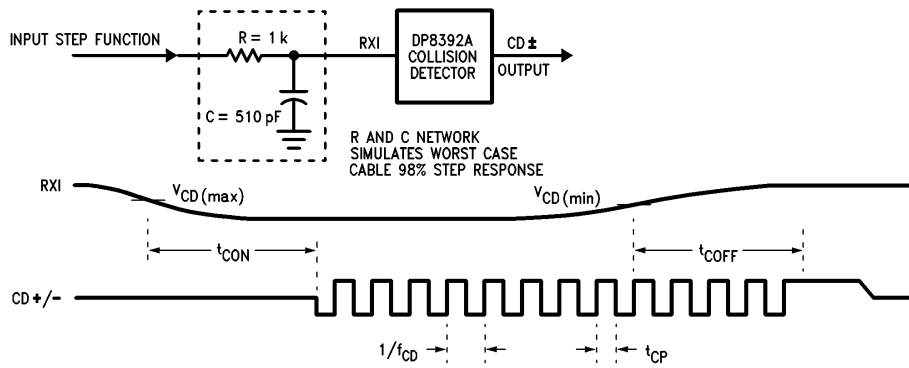 INPUT STEP FUNCTION
R = 1 k
RXI
DP8392A
COLLISION
DETECTOR
CD ±
OUTPUT
C = 510 pF
R AND C NETWORK
SIMULATES WORST CASE
CABLE 98% STEP RESPONSE
RXI
VCD (max)
VCD (min)
tCON
tCOFF
CD +/-
1/fCD
tCP